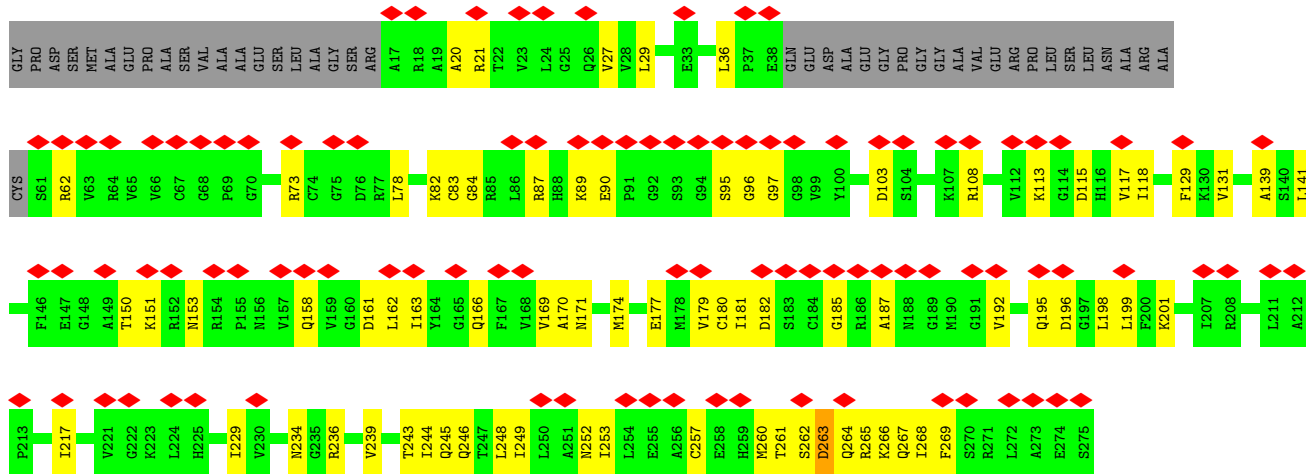 GLY PRO ASP SER MET ALA GLU PRO ALA SER VAL ALA ALA GLU SER LEU ALA GLY SER ARG A17 R18 A19 A20 R21 T22 V23 L24 G25 Q26 V27 V28 L29 E33 L36 P37 E38 GLN GLU ASP ALA GLU GLY PRO GLY GLY ALA VAL GLU ARG PRO LEU SER LEU ASN ALA ARG ALA
CYS S61 R62 V63 R64 V65 V66 C67 G68 P69 G70 R73 C74 G75 D76 R77 L78 K82 C83 G84 R85 L86 R87 H88 K89 E90 P91 G92 S93 G94 S95 G96 G97 G98 V99 Y100 D103 S104 K107 R108 V112 K113 G114 D115 H116 V117 I118 F129 K130 V131 A139 S140 L141
F146 E147 G148 A149 T150 K151 R152 N153 R154 P155 N156 V157 Q158 V159 G160 D161 L162 I163 Y164 G165 Q166 F167 V168 V169 A170 N171 M174 E177 M178 V179 C180 I181 D182 S183 C184 G185 R186 A187 N188 G189 M190 G191 V192 Q195 D196 G197 L198 L199 F200 K201 I207 R208 L211 A212
P213 I217 V221 G222 K223 L224 H225 I229 V230 N234 G235 R236 V239 T243 I244 Q245 Q246 T247 L248 I249 L250 A251 N252 I253 L254 E255 A256 C257 E258 H259 M260 T261 S262 D263 Q264 R265 K266 Q267 I268 F269 S270 R271 L272 A273 E274 S275